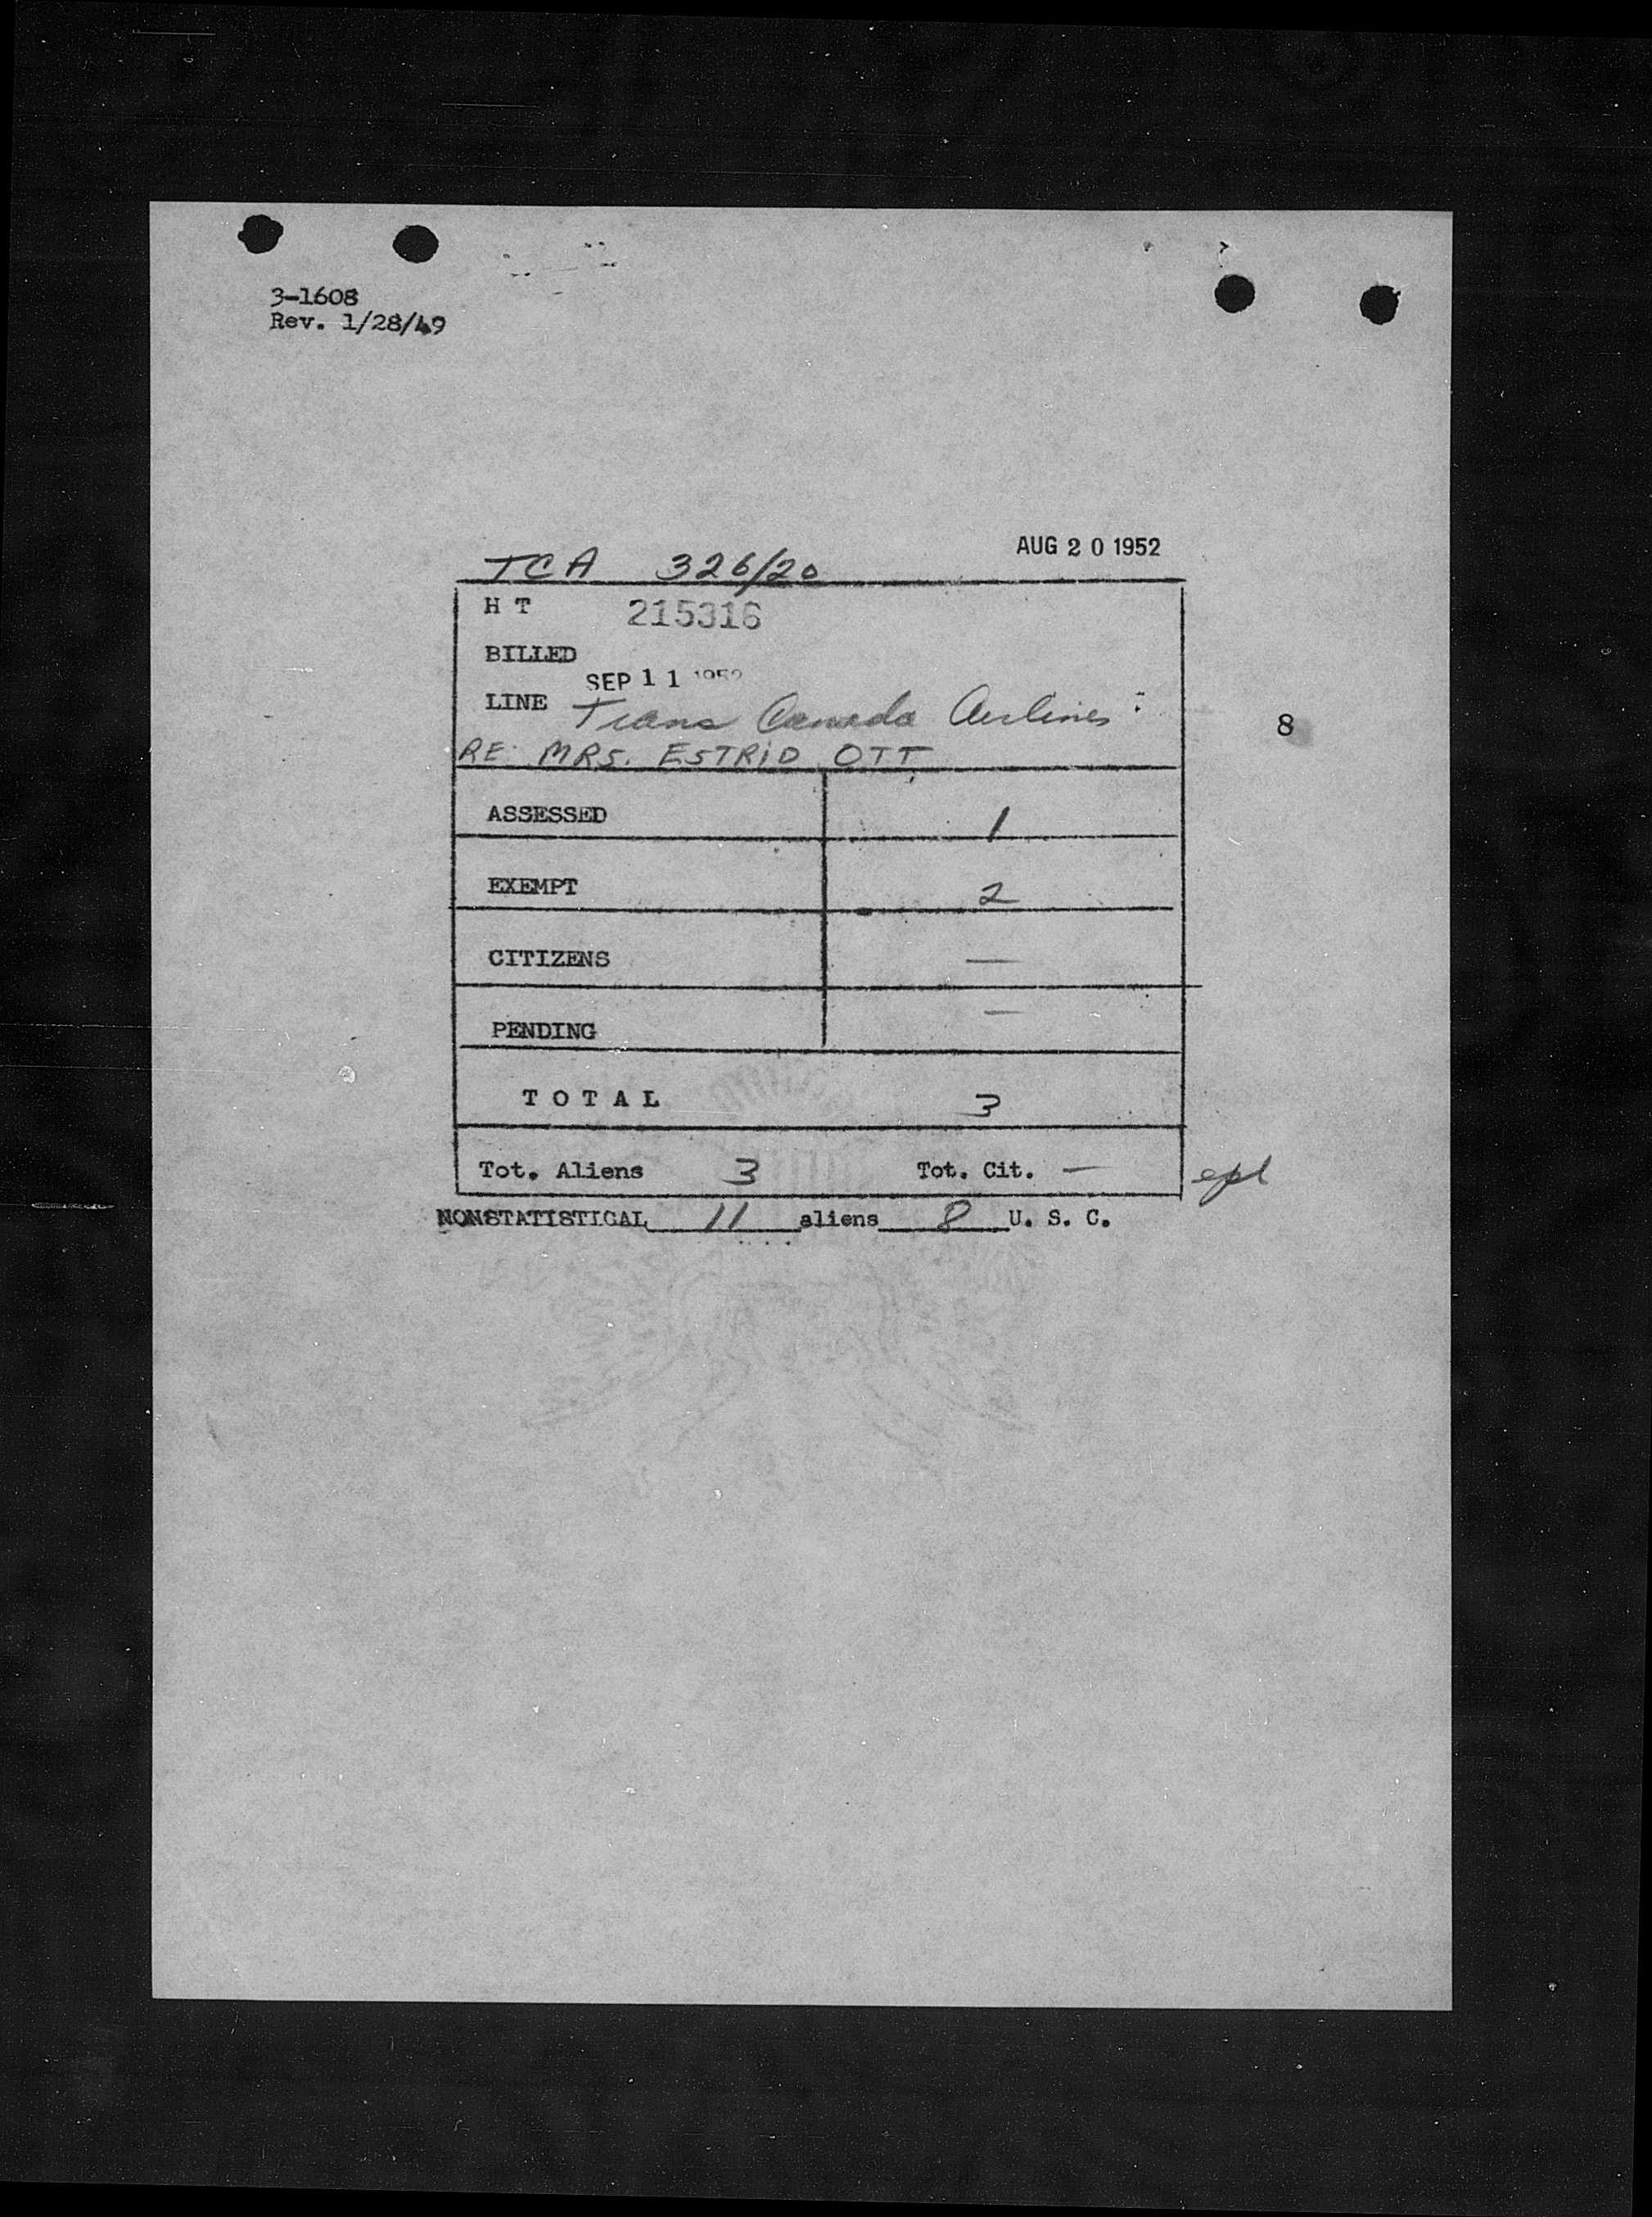 3-1608
Rev. 1/28/49
AUG 20 1952
TCA 326/20
H T 215316
BILLED
SEP 11 1952
LINE Trans Canada Airlines
8
RE: MRS. ESTRID OTT
ASSESSED 1
EXEMPT 2
CITIZENS —
PENDING —
TOTAL 3
Tot. Aliens 3 Tot. Cit. —
NONSTATISTICAL 11 aliens 8 U. S. C.